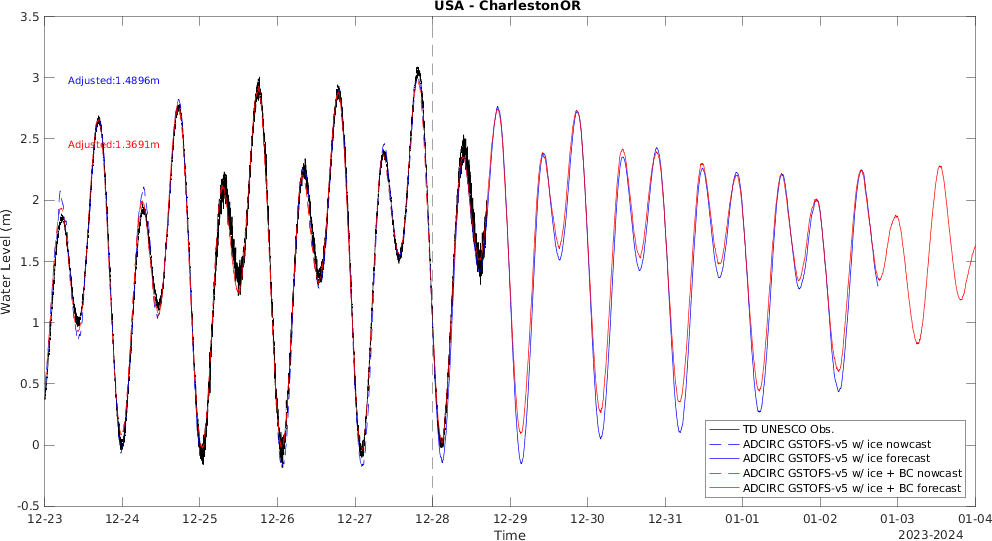 USA - CharlestonOR
3.5
3
2.5
2
1.5
1
0.5
0
-0.5
Water Level (m)
Adjusted:1.4896m
Adjusted:1.3691m
TD UNESCO Obs.
ADCIRC GSTOFS-v5 w/ ice nowcast
ADCIRC GSTOFS-v5 w/ ice forecast
ADCIRC GSTOFS-v5 w/ ice + BC nowcast
ADCIRC GSTOFS-v5 w/ ice + BC forecast
12-23 12-24 12-25 12-26 12-27 12-28 12-29 12-30 12-31 01-01 01-02 01-03 01-04
Time
2023-2024